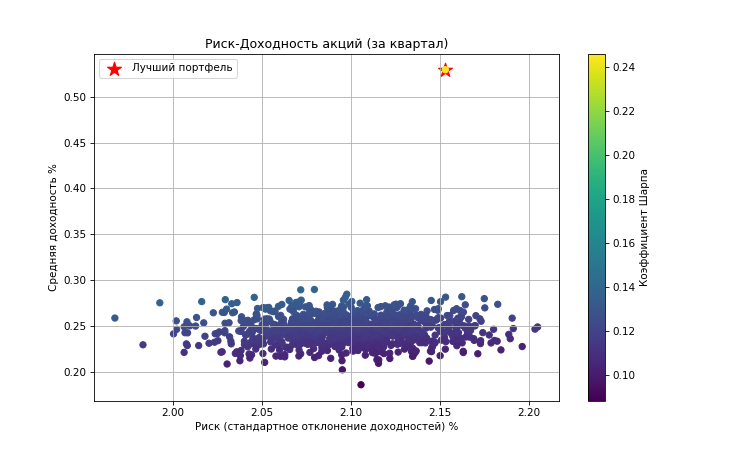 Риск-Доходность акций (за квартал)
Лучший портфель
Средняя доходность %
0.50
0.45
0.40
0.35
0.30
0.25
0.20
2.00 2.05 2.10 2.15 2.20
Риск (стандартное отклонение доходностей) %
0.24
0.22
0.20
0.18
0.16
0.14
0.12
0.10
Коэффициент Шарпа